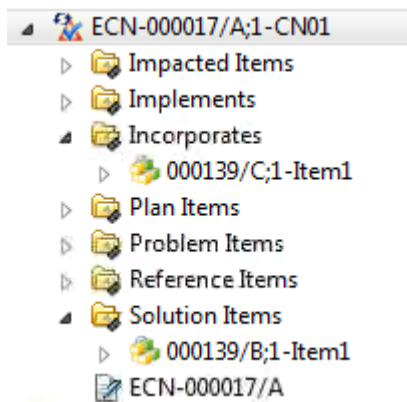 ECN-000017/A;1-CN01
Impacted Items
Implements
Incorporates
000139/C;1-Item1
Plan Items
Problem Items
Reference Items
Solution Items
000139/B;1-Item1
ECN-000017/A